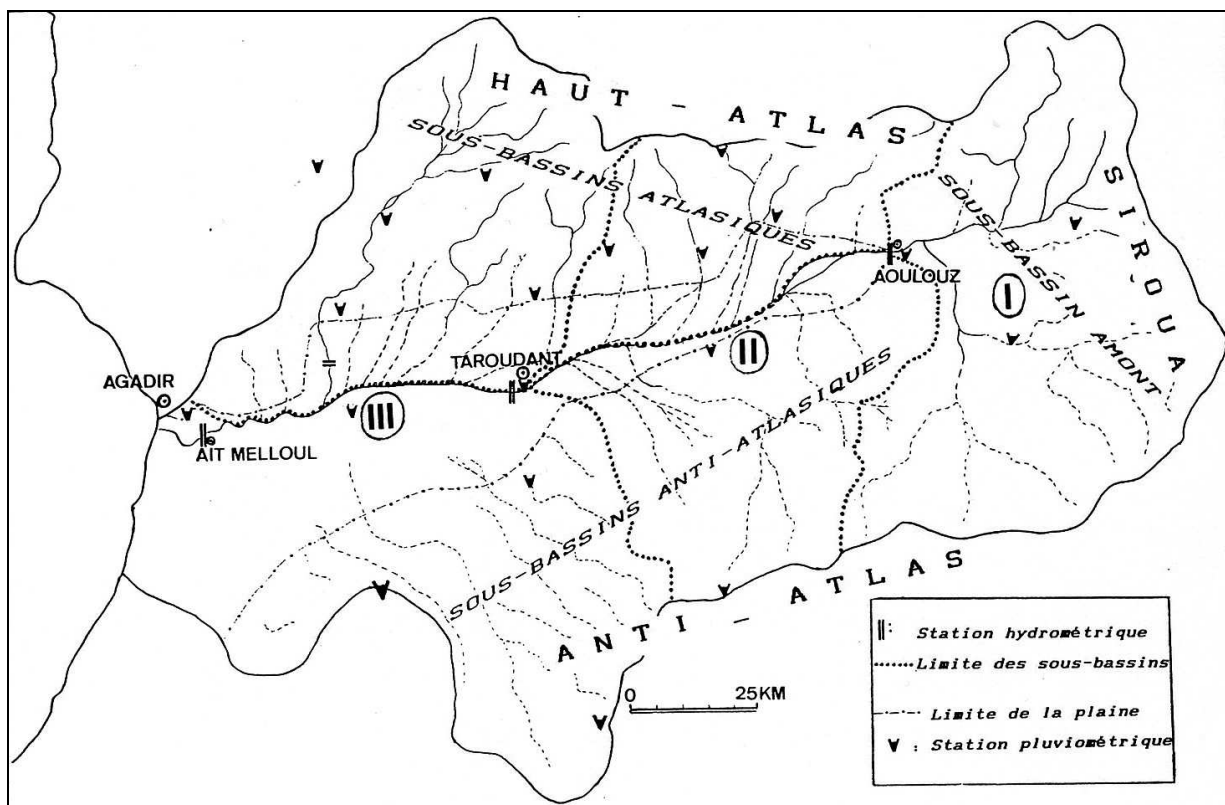 HAUT - ATLAS
SOUS-BASSINS ATLASIQUES
SIROUA
SOUS-BASSIN AMONT
AOULOUZ
I
II
TAROUDANT
AGADIR
III
AIT MELLOUL
SOUS-BASSINS ANTI-ATLASIQUES
ANTI - ATLAS
0 25KM
: Station hydrométrique
Limite des sous-bassins
Limite de la plaine
: Station pluviométrique